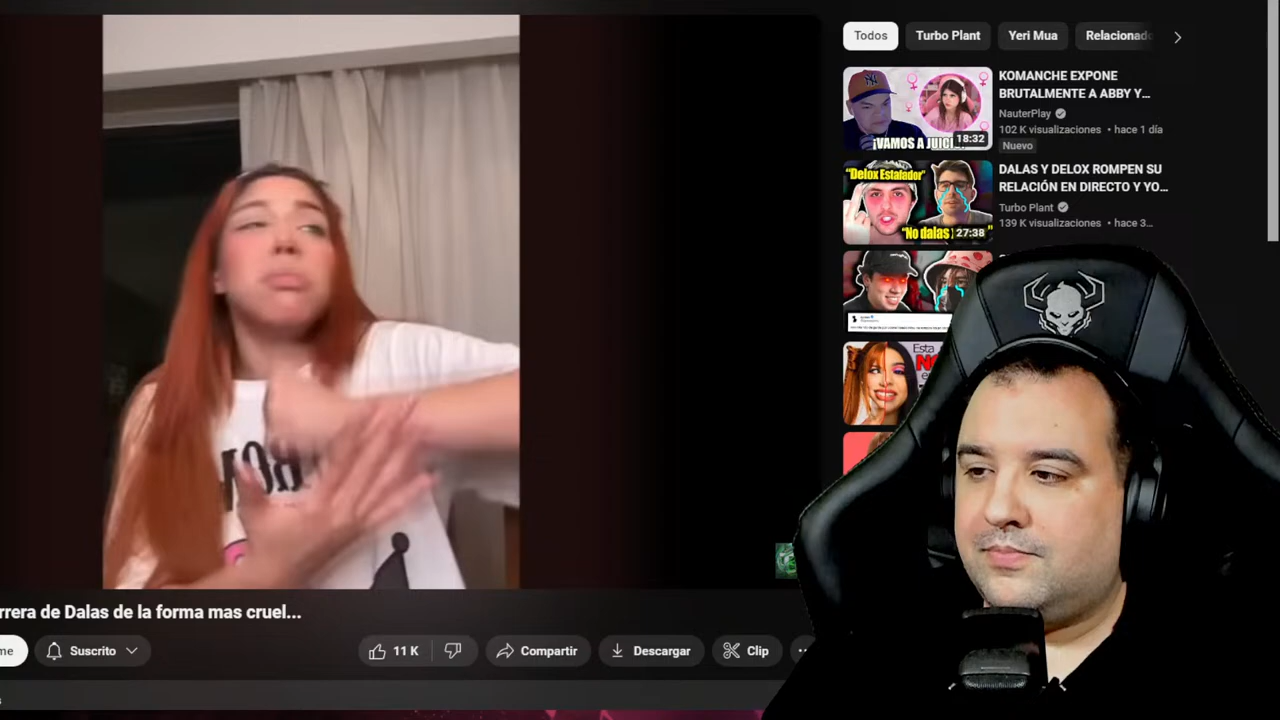 Todos
Turbo Plant
Yeri Mua
Relacionado
KOMANCHE EXPONE
BRUTALMENTE A ABBY Y...
NauterPlay
102 K visualizaciones • hace 1 día
Nuevo
¡VAMOS A JUICI
18:32
DALAS Y DELOX ROMPEN SU
RELACIÓN EN DIRECTO Y YO...
Turbo Plant
139 K visualizaciones • hace 3...
"Delox Estafador"
"No dalas
27:38
Esta
rrera de Dalas de la forma mas cruel...
me
Suscrito
11 K
Compartir
Descargar
Clip